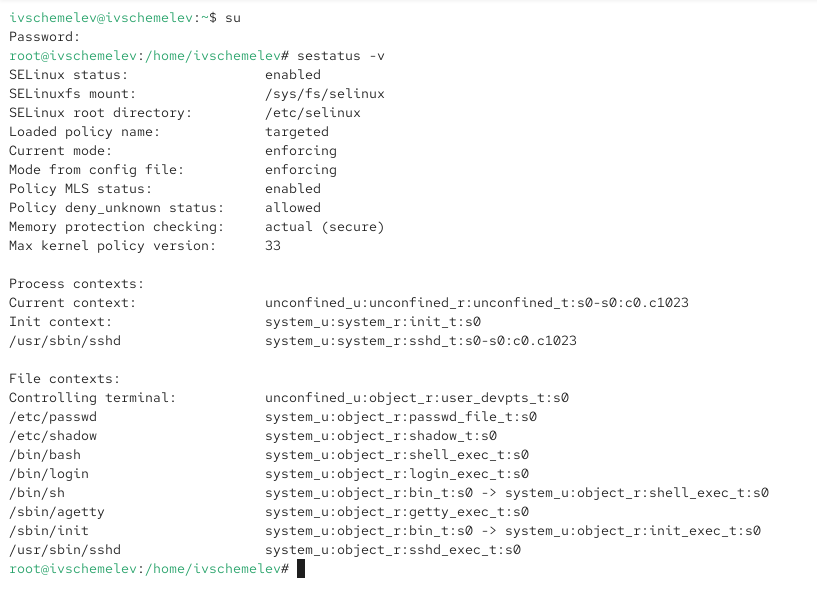 ivschemelev@ivschemelev:~$ su
Password:
root@ivschemelev:/home/ivschemelev# sestatus -v
SELinux status:                 enabled
SELinuxfs mount:                /sys/fs/selinux
SELinux root directory:         /etc/selinux
Loaded policy name:             targeted
Current mode:                   enforcing
Mode from config file:          enforcing
Policy MLS status:              enabled
Policy deny_unknown status:     allowed
Memory protection checking:     actual (secure)
Max kernel policy version:      33

Process contexts:
Current context:                unconfined_u:unconfined_r:unconfined_t:s0-s0:c0.c1023
Init context:                   system_u:system_r:init_t:s0
/usr/sbin/sshd                  system_u:system_r:sshd_t:s0-s0:c0.c1023

File contexts:
Controlling terminal:           unconfined_u:object_r:user_devpts_t:s0
/etc/passwd                     system_u:object_r:passwd_file_t:s0
/etc/shadow                     system_u:object_r:shadow_t:s0
/bin/bash                       system_u:object_r:shell_exec_t:s0
/bin/login                      system_u:object_r:login_exec_t:s0
/bin/sh                         system_u:object_r:bin_t:s0 -> system_u:object_r:shell_exec_t:s0
/sbin/agetty                    system_u:object_r:getty_exec_t:s0
/sbin/init                      system_u:object_r:bin_t:s0 -> system_u:object_r:init_exec_t:s0
/usr/sbin/sshd                  system_u:object_r:sshd_exec_t:s0
root@ivschemelev:/home/ivschemelev#